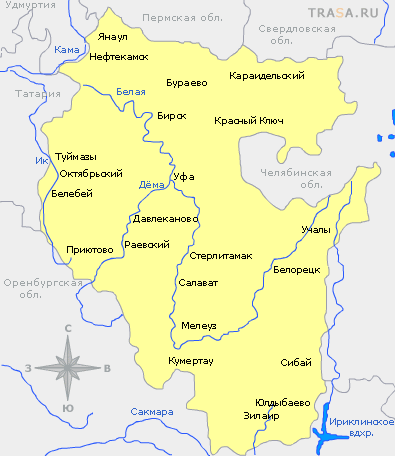 Удмуртия
Пермская обл.
TRASA.RU
Свердловская
обл.
Янаул
Кама
Нефтекамск
Караидельский
Бураево
Татария
Белая
Бирск
Красный Ключ
Ик
Туймазы
Октябрьский
Уфа
Челябинская
обл.
Дёма
Белебей
Давлеканово
Учалы
Приютово
Раевский
Стерлитамак
Белорецк
Салават
Оренбургская
обл.
Мелеуз
С
Кумертау
Сибай
З
В
Ю
Юлдыбаево
Сакмара
Зилаир
Ириклинское
вдхр.